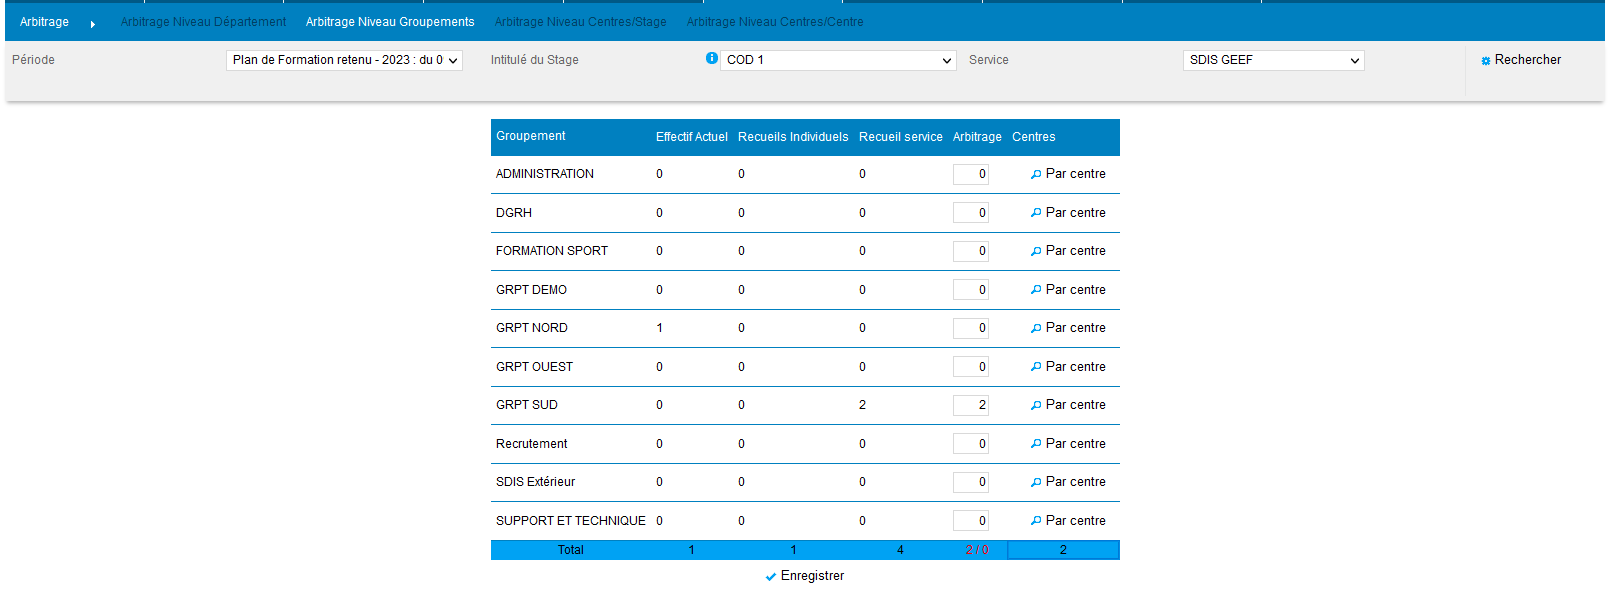 Arbitrage Arbitrage Niveau Département Arbitrage Niveau Groupements Arbitrage Niveau Centres/Stage Arbitrage Niveau Centres/Centre
Période Plan de Formation retenu - 2023 : du 0 Intitulé du Stage COD 1 Service SDIS GEEF Rechercher
Groupement Effectif Actuel Recueils Individuels Recueil service Arbitrage Centres
ADMINISTRATION 0 0 0 0 Par centre
DGRH 0 0 0 0 Par centre
FORMATION SPORT 0 0 0 0 Par centre
GRPT DEMO 0 0 0 0 Par centre
GRPT NORD 1 0 0 0 Par centre
GRPT OUEST 0 0 0 0 Par centre
GRPT SUD 0 0 2 2 Par centre
Recrutement 0 0 0 0 Par centre
SDIS Extérieur 0 0 0 0 Par centre
SUPPORT ET TECHNIQUE 0 0 0 0 Par centre
Total 1 1 4 2 / 0 2
Enregistrer